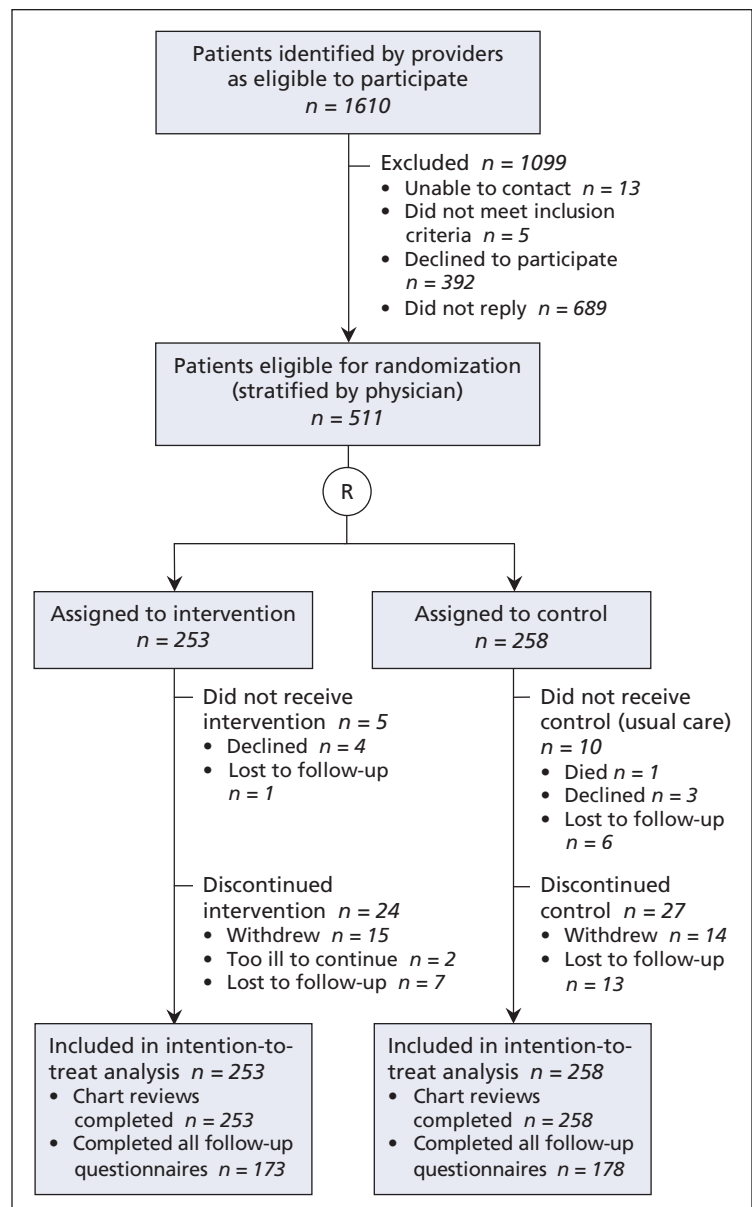 Patients identified by providers
as eligible to participate
n = 1610
Excluded n = 1099
• Unable to contact n = 13
• Did not meet inclusion
criteria n = 5
• Declined to participate
n = 392
• Did not reply n = 689
Patients eligible for randomization
(stratified by physician)
n = 511
R
Assigned to intervention
n = 253
Assigned to control
n = 258
Did not receive
intervention n = 5
• Declined n = 4
• Lost to follow-up
n = 1
Did not receive
control (usual care)
n = 10
• Died n = 1
• Declined n = 3
• Lost to follow-up
n = 6
Discontinued
intervention n = 24
• Withdrew n = 15
• Too ill to continue n = 2
• Lost to follow-up n = 7
Discontinued
control n = 27
• Withdrew n = 14
• Lost to follow-up
n = 13
Included in intention-to-
treat analysis n = 253
• Chart reviews
completed n = 253
• Completed all follow-up
questionnaires n = 173
Included in intention-to-
treat analysis n = 258
• Chart reviews
completed n = 258
• Completed all follow-up
questionnaires n = 178